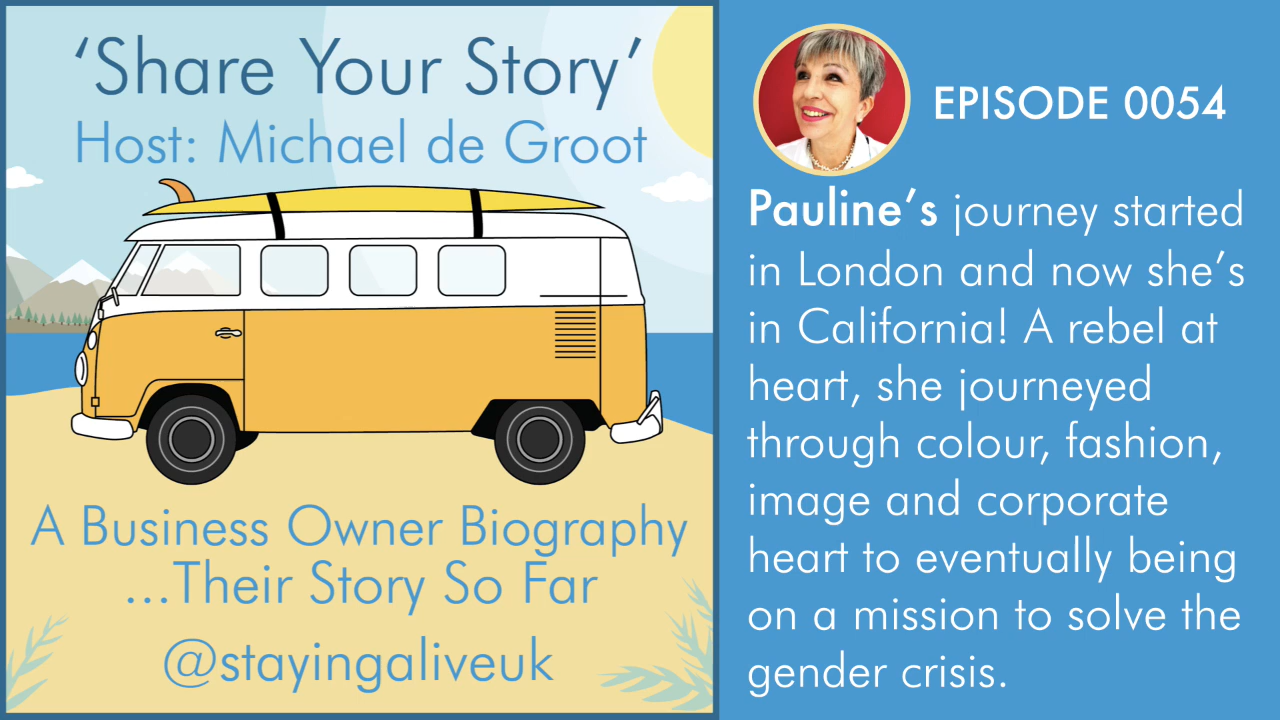 ‘Share Your Story’
Host: Michael de Groot
A Business Owner Biography
...Their Story So Far
@stayingaliveuk
EPISODE 0054
Pauline’s journey started
in London and now she’s
in California! A rebel at
heart, she journeyed
through colour, fashion,
image and corporate
heart to eventually being
on a mission to solve the
gender crisis.